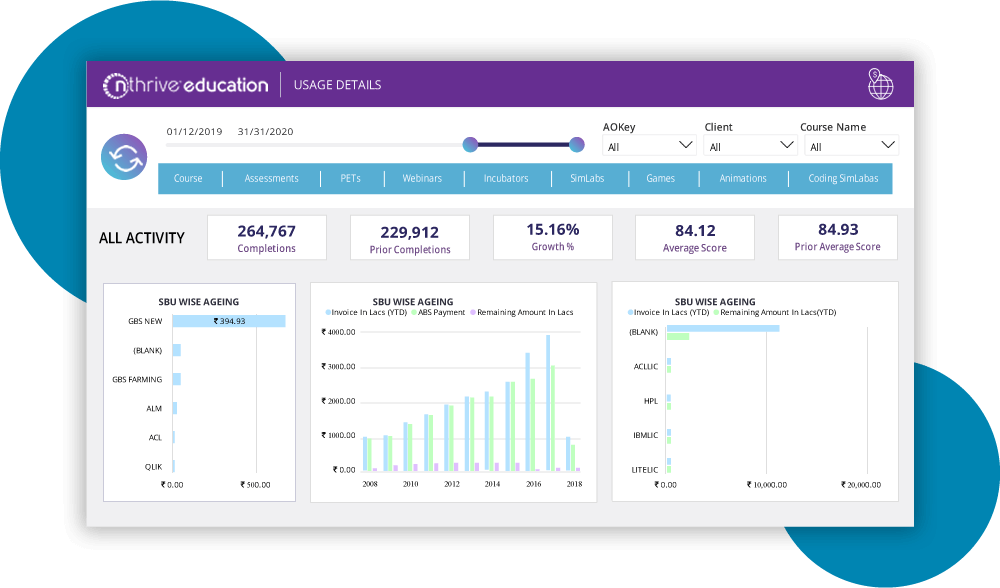 nthrive education USAGE DETAILS
$
01/12/2019 31/31/2020
AOKey Client Course Name
All All All
Course Assessments PETs Webinars Incubators SimLabs Games Animations Coding SimLabas
ALL ACTIVITY
264,767 229,912 15.16% 84.12 84.93
Completions Prior Completions Growth % Average Score Prior Average Score
SBU WISE AGEING
GBS NEW ₹ 394.93
(BLANK)
GBS FARMING
ALM
ACL
QLIK
₹ 0.00 ₹ 500.00
SBU WISE AGEING
Invoice In Lacs (YTD) ABS Payment Remaining Amount In Lacs
₹ 4000.00
₹ 3000.00
₹ 2000.00
₹ 1000.00
₹ 0.00
2008 2010 2012 2014 2016 2018
SBU WISE AGEING
Invoice In Lacs (YTD) Remaining Amount In Lacs(YTD)
(BLANK)
ACLLIC
HPL
IBMLIC
LITELIC
₹ 0.00 ₹ 10,000.00 ₹ 20,000.00